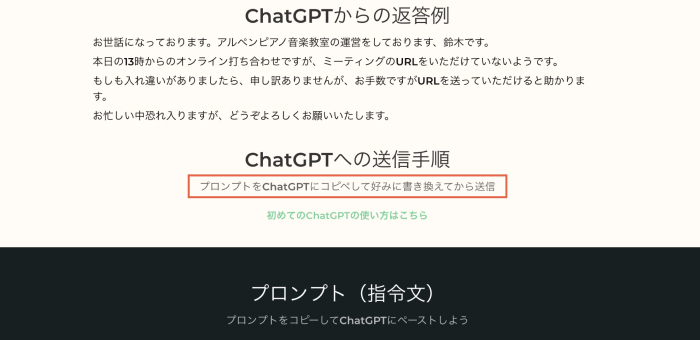 ChatGPTからの返答例
お世話になっております。アルペンピアノ音楽教室の運営をしております、鈴木です。
本日の13時からのオンライン打ち合わせですが、ミーティングのURLをいただけていないようです。
もしも入れ違いがありましたら、申し訳ありませんが、お手数ですがURLを送っていただけると助かりま
す。
お忙しい中恐れ入りますが、どうぞよろしくお願いいたします。
ChatGPTへの送信手順
プロンプトをChatGPTにコピペして好みに書き換えてから送信
初めてのChatGPTの使い方はこちら
プロンプト（指令文）
プロンプトをコピーしてChatGPTにペーストしよう